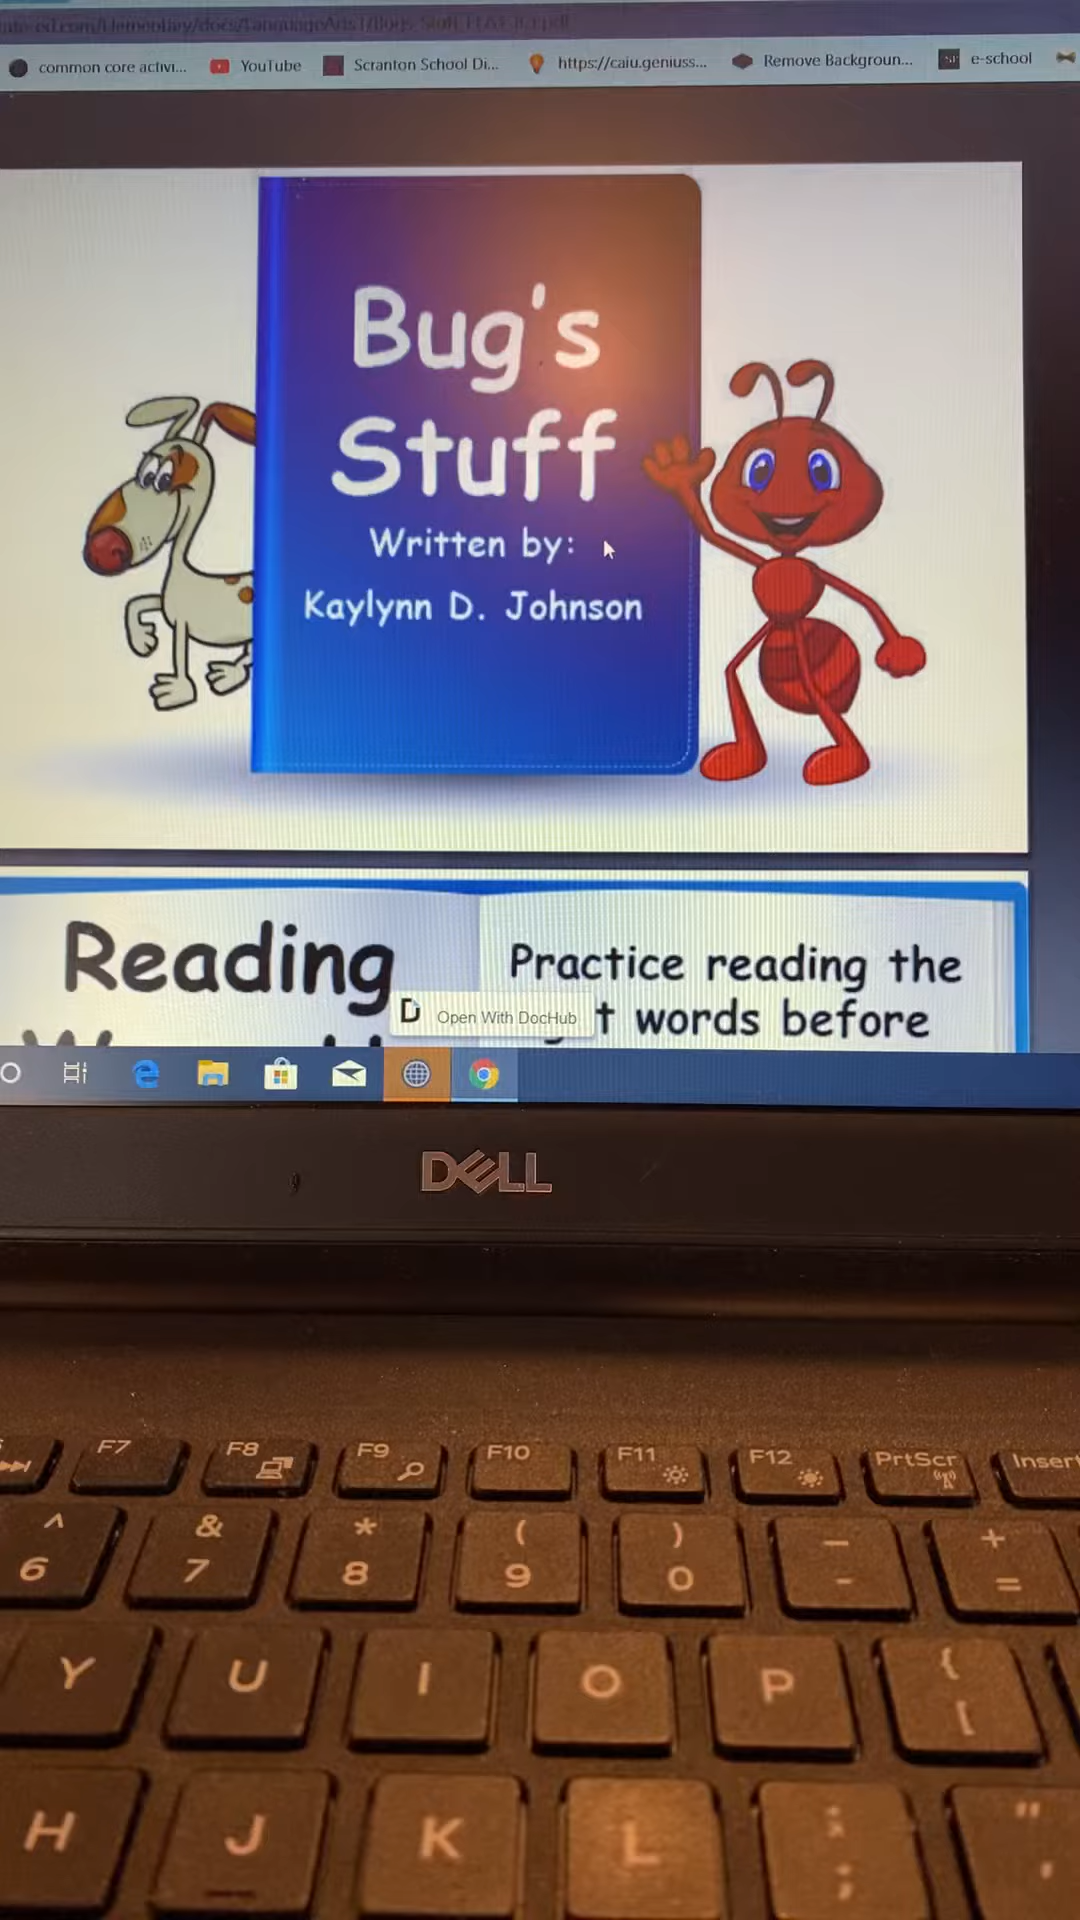 common core activi...
YouTube
Scranton School Di...
https://caiu.geniuss...
Remove Backgroun...
e-school
Bug's
Stuff
Written by:
Kaylynn D. Johnson
Reading
Practice reading the
words before
Open With DocHub
DELL
F7 F8 F9 F10 F11 F12 PrtScr Insert
^ & * ( ) _ +
6 7 8 9 0 - =
Y U I O P { [
H J K L : ; " '